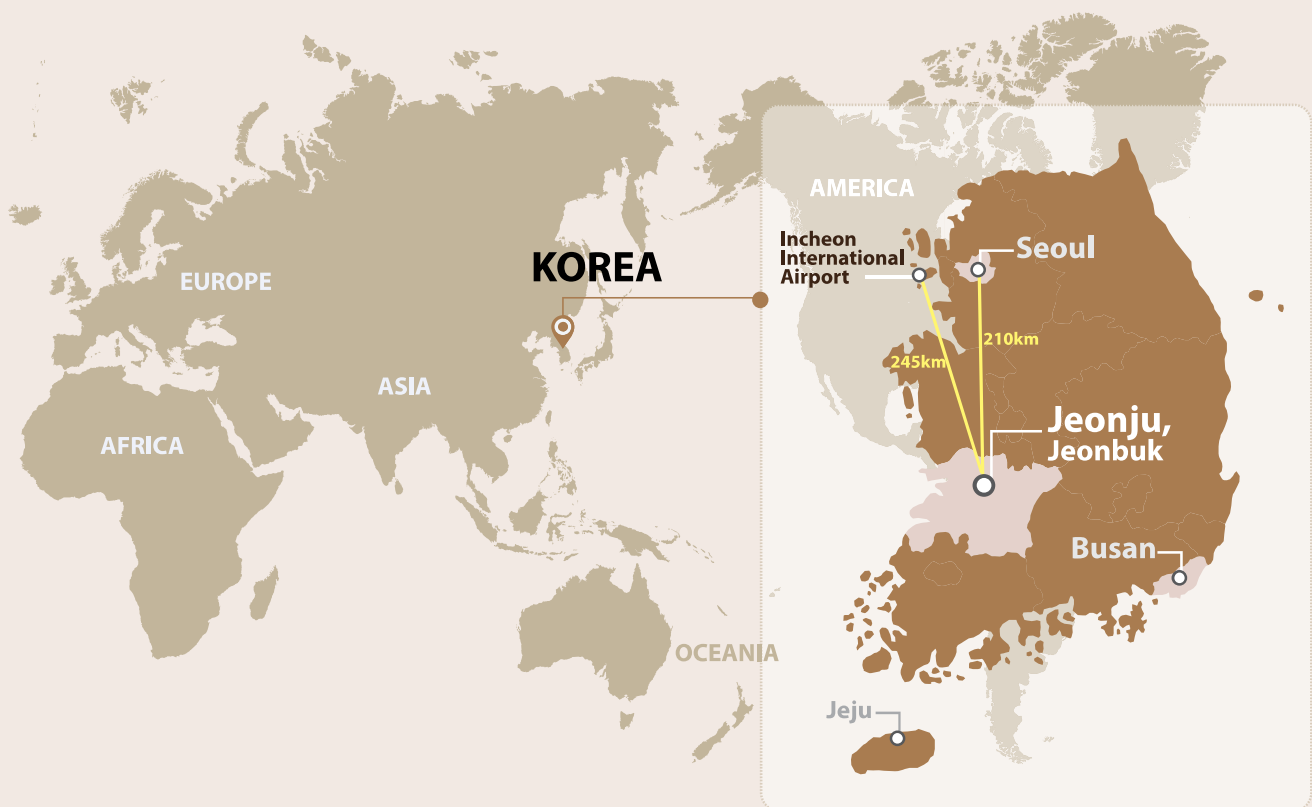 AMERICA
Incheon
International
Airport
Seoul
KOREA
EUROPE
210km
245km
ASIA
Jeonju,
Jeonbuk
AFRICA
Busan
OCEANIA
Jeju